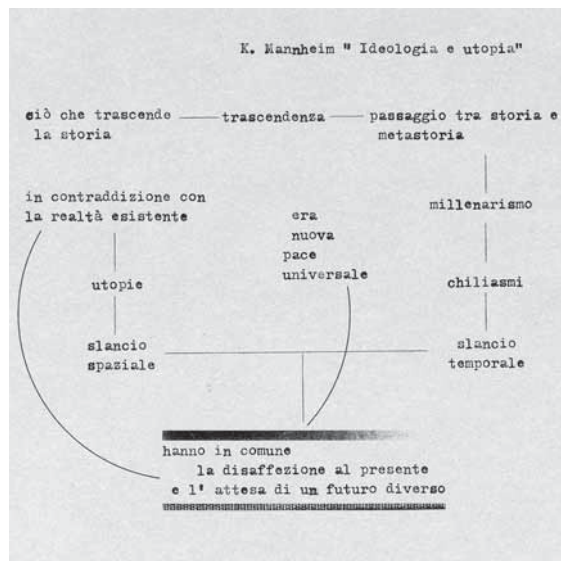 K. Mannheim " Ideologia e utopia"
ciò che trascende
la storia
trascendenza
passaggio tra storia e
metastoria
in contraddizione con
la realtà esistente
era
nuova
pace
universale
millenarismo
utopie
chiliasmi
slancio
spaziale
slancio
temporale
hanno in comune
la disaffezione al presente
e l' attesa di un futuro diverso